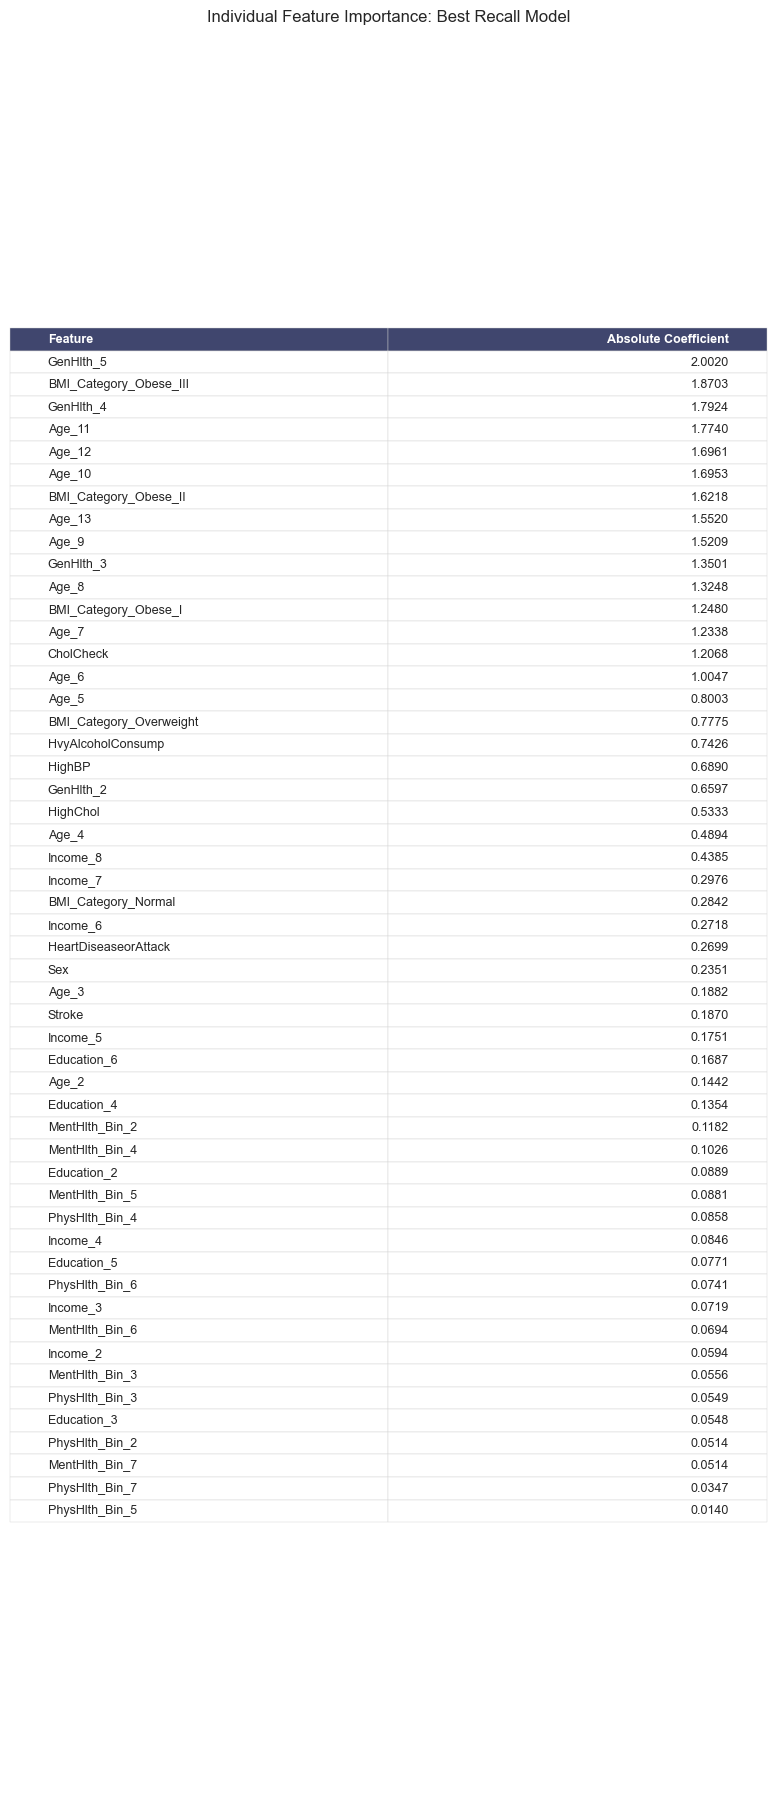 Individual Feature Importance: Best Recall Model
Feature Absolute Coefficient
GenHlth_5 2.0020
BMI_Category_Obese_III 1.8703
GenHlth_4 1.7924
Age_11 1.7740
Age_12 1.6961
Age_10 1.6953
BMI_Category_Obese_II 1.6218
Age_13 1.5520
Age_9 1.5209
GenHlth_3 1.3501
Age_8 1.3248
BMI_Category_Obese_I 1.2480
Age_7 1.2338
CholCheck 1.2068
Age_6 1.0047
Age_5 0.8003
BMI_Category_Overweight 0.7775
HvyAlcoholConsump 0.7426
HighBP 0.6890
GenHlth_2 0.6597
HighChol 0.5333
Age_4 0.4894
Income_8 0.4385
Income_7 0.2976
BMI_Category_Normal 0.2842
Income_6 0.2718
HeartDiseaseorAttack 0.2699
Sex 0.2351
Age_3 0.1882
Stroke 0.1870
Income_5 0.1751
Education_6 0.1687
Age_2 0.1442
Education_4 0.1354
MentHlth_Bin_2 0.1182
MentHlth_Bin_4 0.1026
Education_2 0.0889
MentHlth_Bin_5 0.0881
PhysHlth_Bin_4 0.0858
Income_4 0.0846
Education_5 0.0771
PhysHlth_Bin_6 0.0741
Income_3 0.0719
MentHlth_Bin_6 0.0694
Income_2 0.0594
MentHlth_Bin_3 0.0556
PhysHlth_Bin_3 0.0549
Education_3 0.0548
PhysHlth_Bin_2 0.0514
MentHlth_Bin_7 0.0514
PhysHlth_Bin_7 0.0347
PhysHlth_Bin_5 0.0140